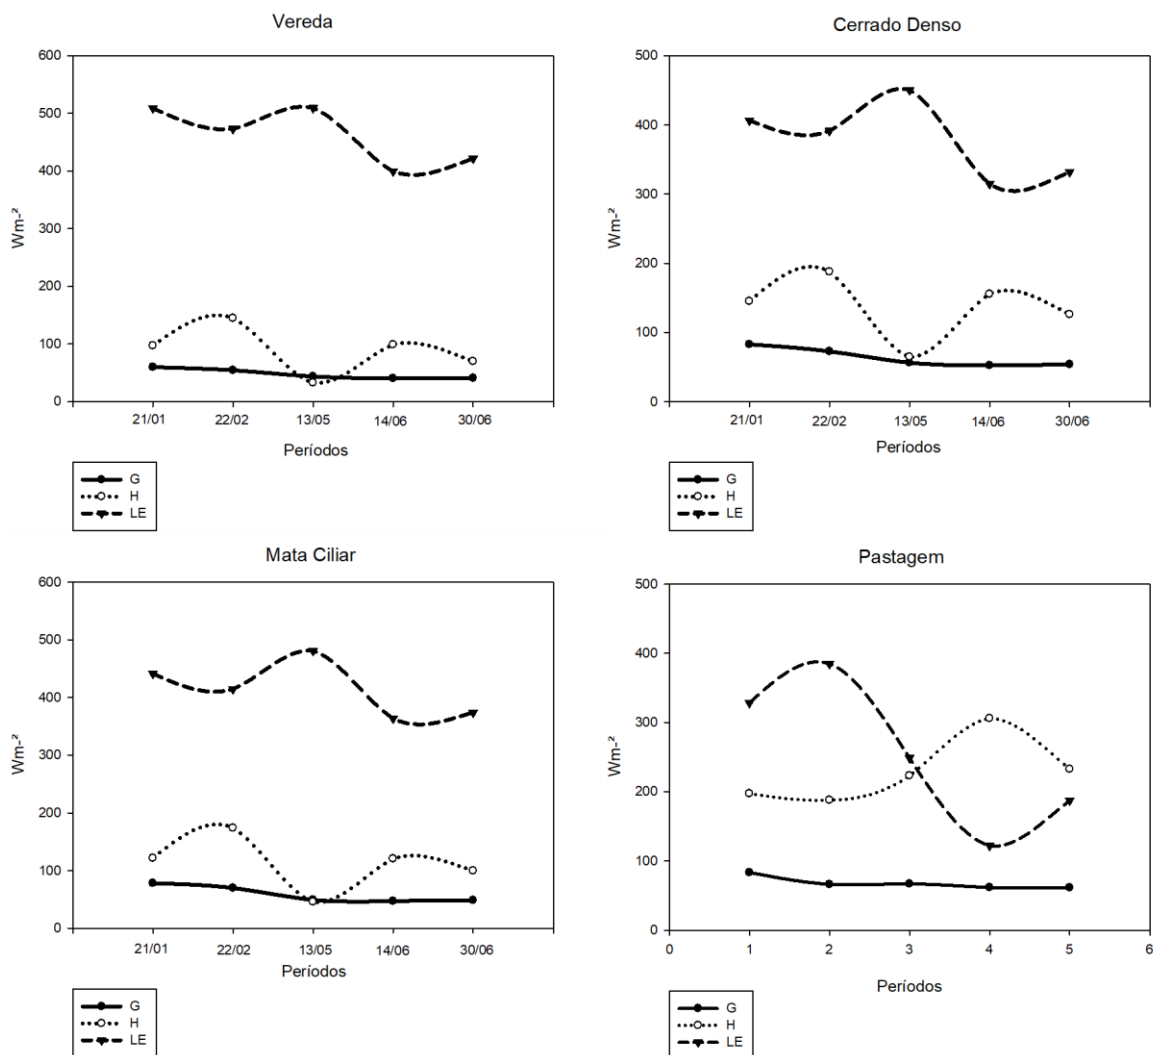 Vereda
600
500
400
300
200
100
0
Wm-²
21/01 22/02 13/05 14/06 30/06
Períodos
G
H
LE
Cerrado Denso
500
400
300
200
100
0
Wm-²
21/01 22/02 13/05 14/06 30/06
Períodos
G
H
LE
Mata Ciliar
600
500
400
300
200
100
0
Wm-²
21/01 22/02 13/05 14/06 30/06
Períodos
G
H
LE
Pastagem
500
400
300
200
100
0
Wm-²
0 1 2 3 4 5 6
Períodos
G
H
LE